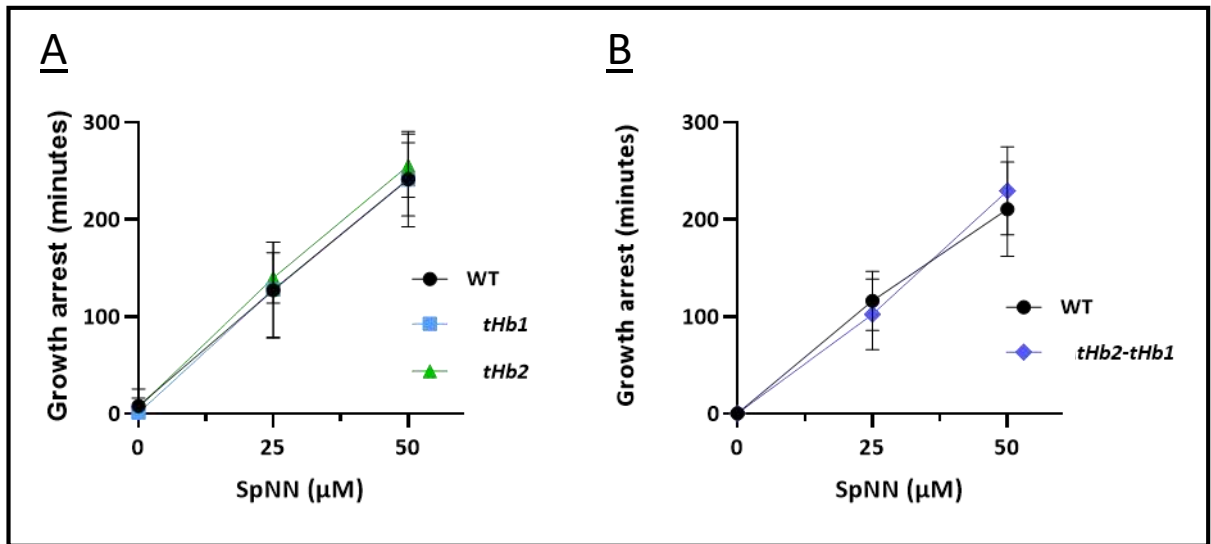 A
Growth arrest (minutes)
300
200
100
0
0
25
50
SpNN (µM)
WT
tHb1
tHb2
B
Growth arrest (minutes)
300
200
100
0
0
25
50
SpNN (µM)
WT
tHb2-tHb1